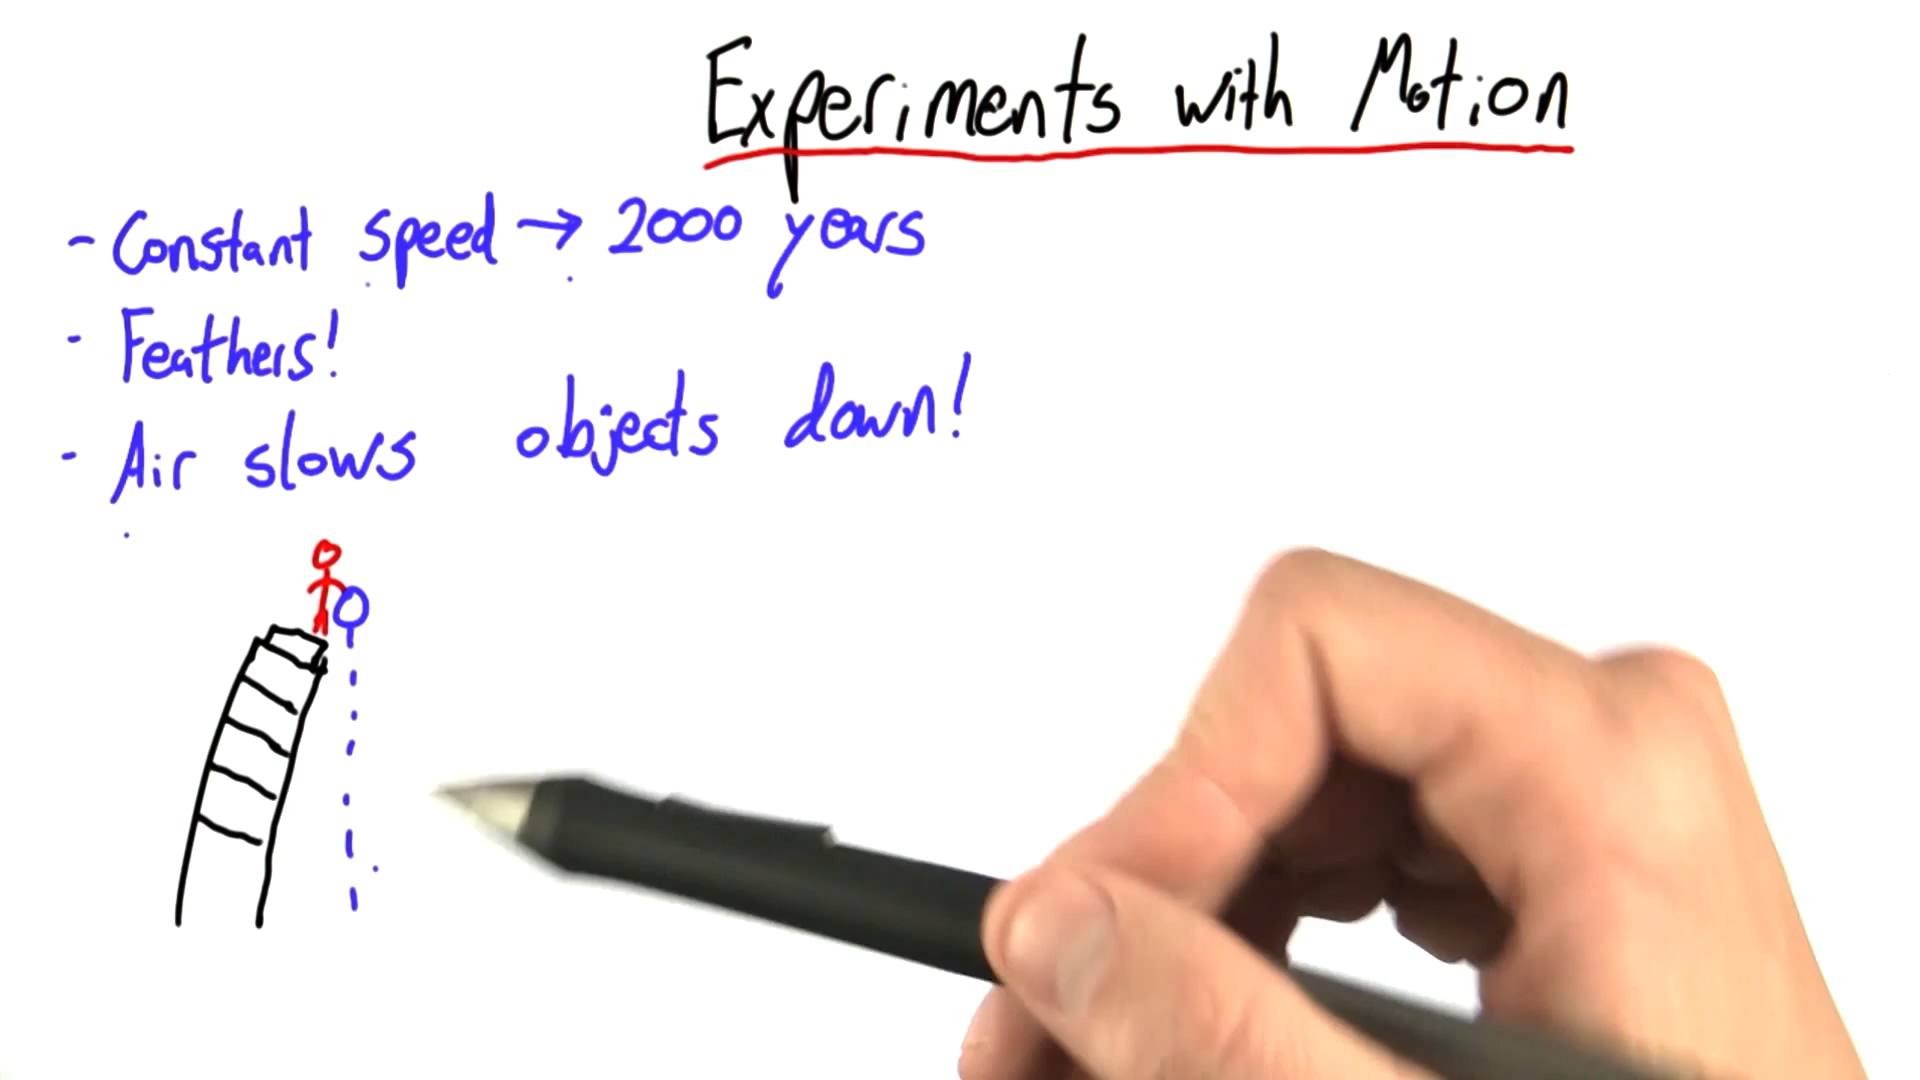 Experiments with Motion
- Constant speed → 2000 years
- Feathers!
- Air slows objects down!